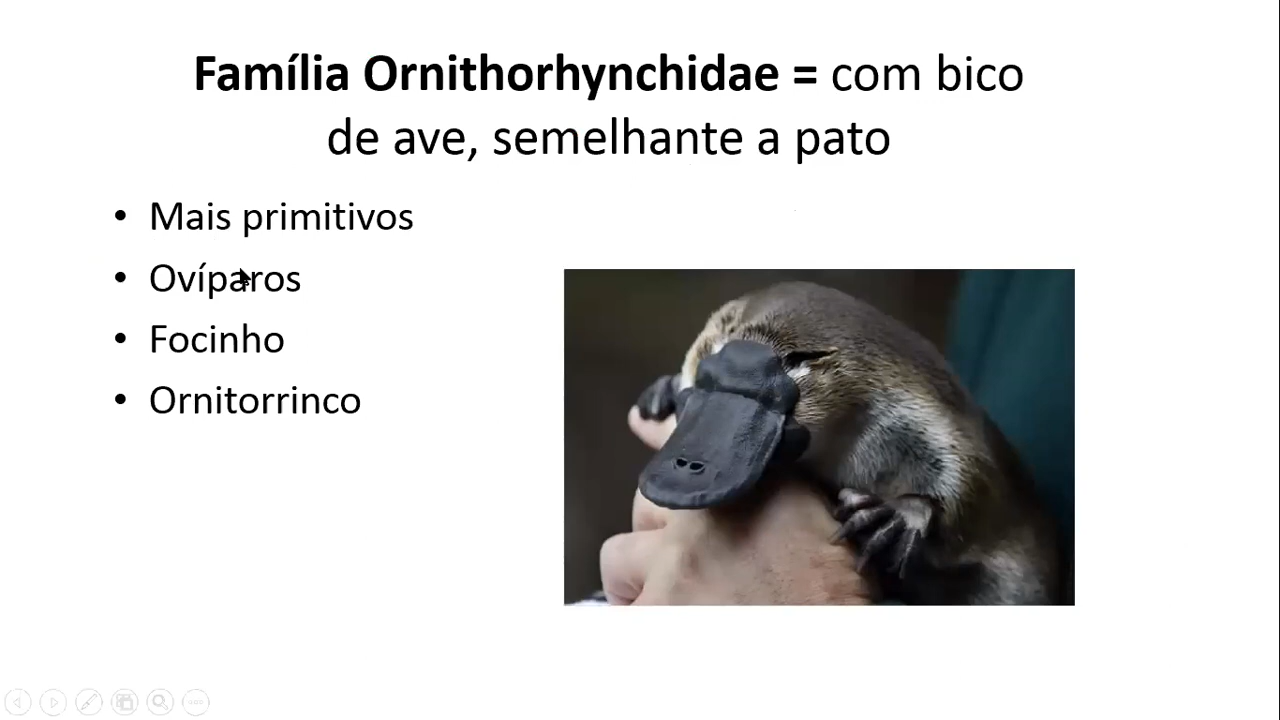 Família Ornithorhynchidae = com bico
de ave, semelhante a pato
• Mais primitivos
• Ovíparos
• Focinho
• Ornitorrinco